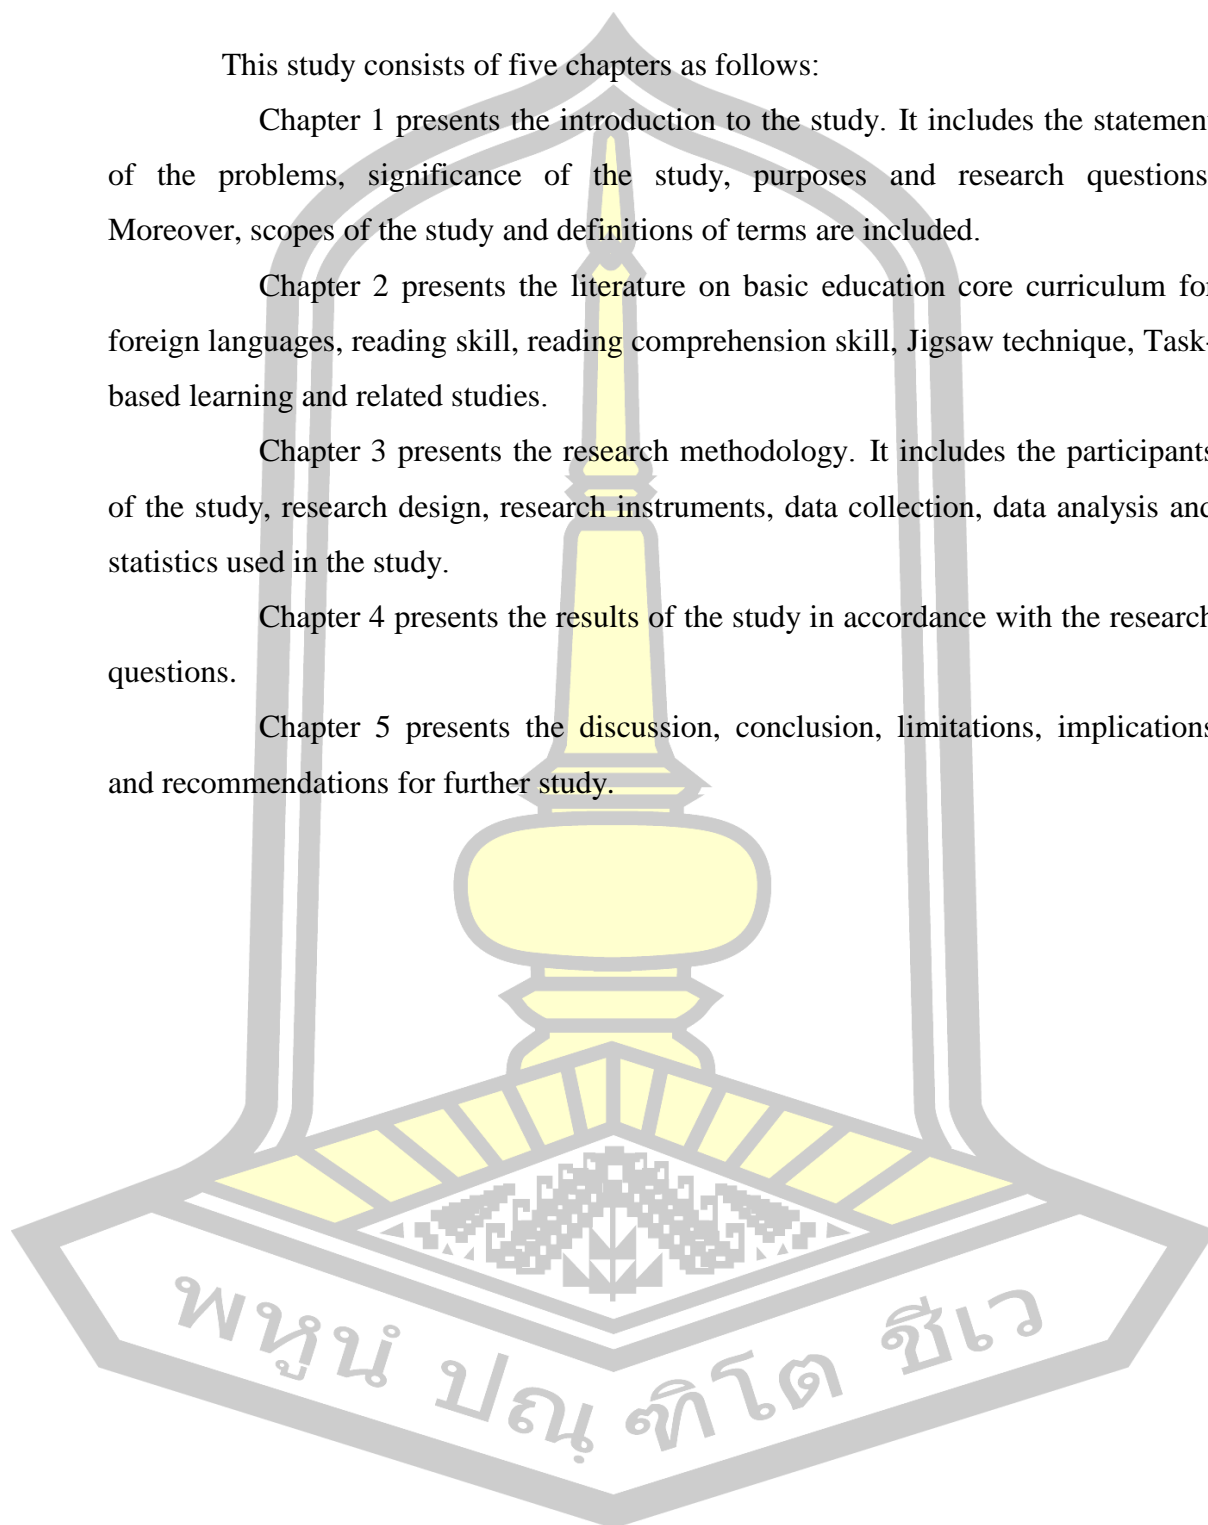 This study consists of five chapters as follows:
Chapter 1 presents the introduction to the study. It includes the statement
of the problems, significance of the study, purposes and research questions
Moreover, scopes of the study and definitions of terms are included.
Chapter 2 presents the literature on basic education core curriculum for
foreign languages, reading skill, reading comprehension skill, Jigsaw technique, Task-
based learning and related studies.
Chapter 3 presents the research methodology. It includes the participants
of the study, research design, research instruments, data collection, data analysis and
statistics used in the study.
Chapter 4 presents the results of the study in accordance with the research
questions.
Chapter 5 presents the discussion, conclusion, limitations, implications
and recommendations for further study.
พหูนํ ปณฺ ฑิโต ชีเว